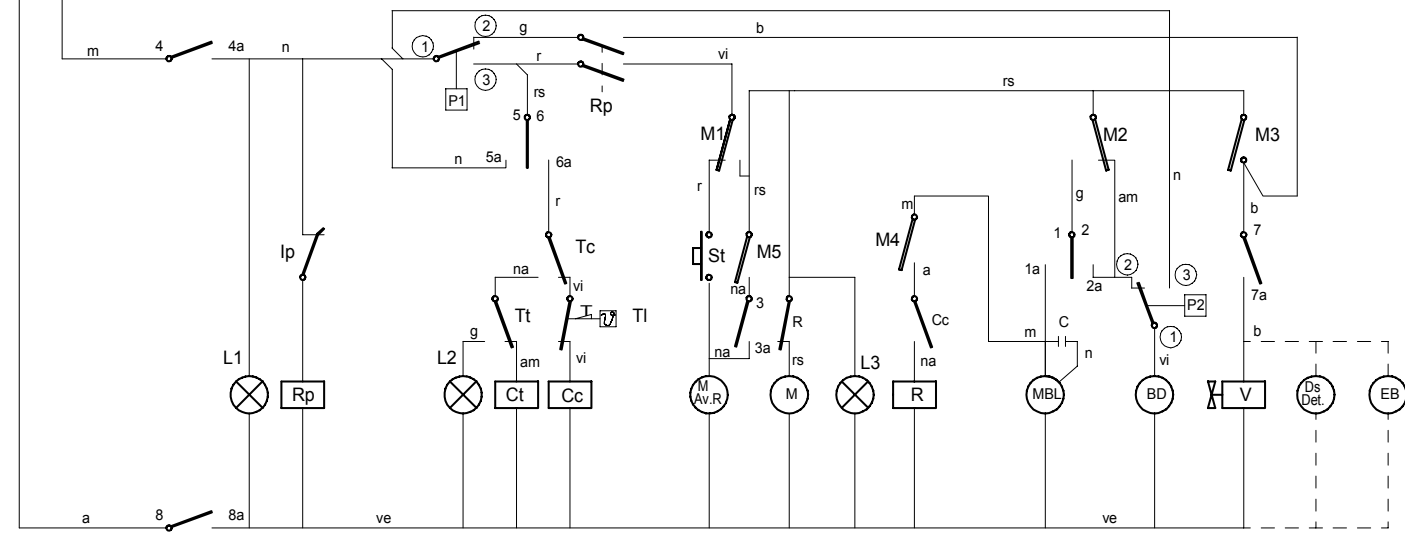 2 g b
m 4 4a n 1 r vi
3
P1 rs Rp rs
5 6
M1 M2 M3
n 5a 6a
r r rs g am n b
m
Ip Tc St M5 M4 1 2 7
na vi na a 1a 2a 2 3 7a
Tt T Tl 3 R Cc m C P2
g n 1 b
L1 L2 am vi na 3a rs L3 na vi
Rp Ct Cc M Av.R M R MBL BD V Ds Det. EB
a 8 8a ve ve